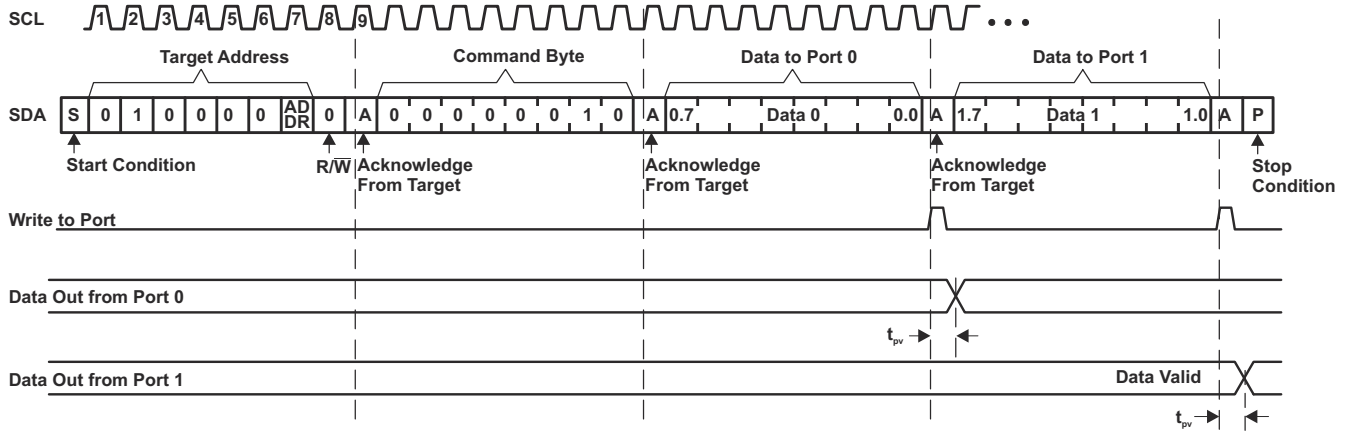 SCL 1 2 3 4 5 6 7 8 9
Target Address Command Byte Data to Port 0 Data to Port 1
SDA S 0 1 0 0 0 0 AD DR 0 A 0 0 0 0 0 0 1 0 A 0.7 Data 0 0.0 A 1.7 Data 1 1.0 A P
Start Condition R/W Acknowledge From Target Acknowledge From Target Acknowledge From Target Stop Condition
Write to Port
Data Out from Port 0
tpv
Data Out from Port 1 Data Valid
tpv